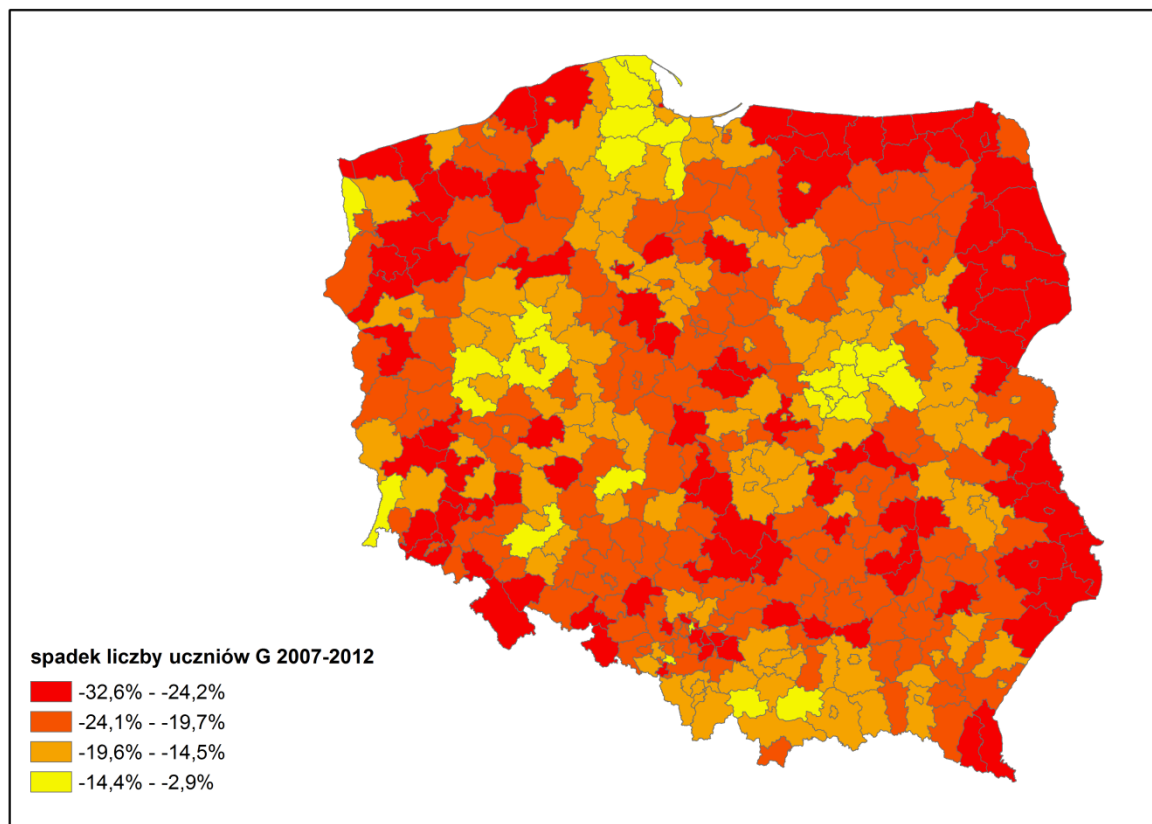 spadek liczby uczniów G 2007-2012
-32,6% - -24,2%
-24,1% - -19,7%
-19,6% - -14,5%
-14,4% - -2,9%